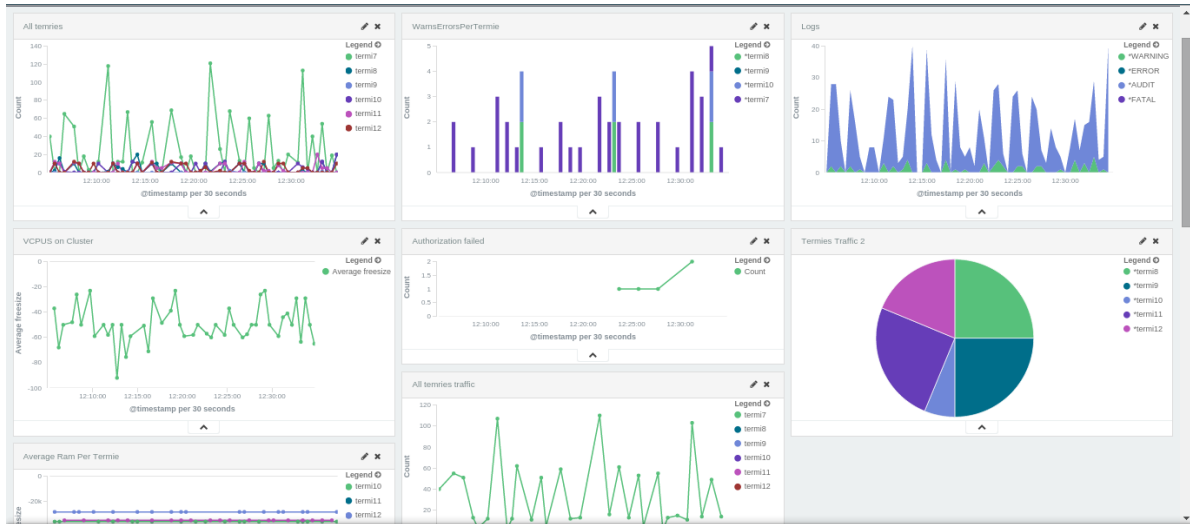 All temries
140
120
100
80
60
40
20
0
Count
12:10:00 12:15:00 12:20:00 12:25:00 12:30:00
@timestamp per 30 seconds
Legend
termi7
termi8
termi9
termi10
termi11
termi12
WarnsErrorsPerTermie
5
4
3
2
1
0
Count
12:10:00 12:15:00 12:20:00 12:25:00 12:30:00
@timestamp per 30 seconds
Legend
*termi8
*termi9
*termi10
*termi7
Logs
40
30
20
10
0
Count
12:10:00 12:15:00 12:20:00 12:25:00 12:30:00
@timestamp per 30 seconds
Legend
*WARNING
*ERROR
*AUDIT
*FATAL
VCPUS on Cluster
0
-20
-40
-60
-80
-100
Average freesize
12:10:00 12:15:00 12:20:00 12:25:00 12:30:00
@timestamp per 30 seconds
Legend
Average freesize
Authorization failed
2
1.5
1
0.5
0
Count
12:10:00 12:15:00 12:20:00 12:25:00 12:30:00
@timestamp per 30 seconds
Legend
Count
Termies Traffic 2
Legend
*termi8
*termi9
*termi10
*termi11
*termi12
All temries traffic
120
100
80
60
40
20
Count
Legend
termi7
termi8
termi9
termi10
termi11
termi12
Average Ram Per Termie
0
-20k
Legend
termi10
termi11
termi12